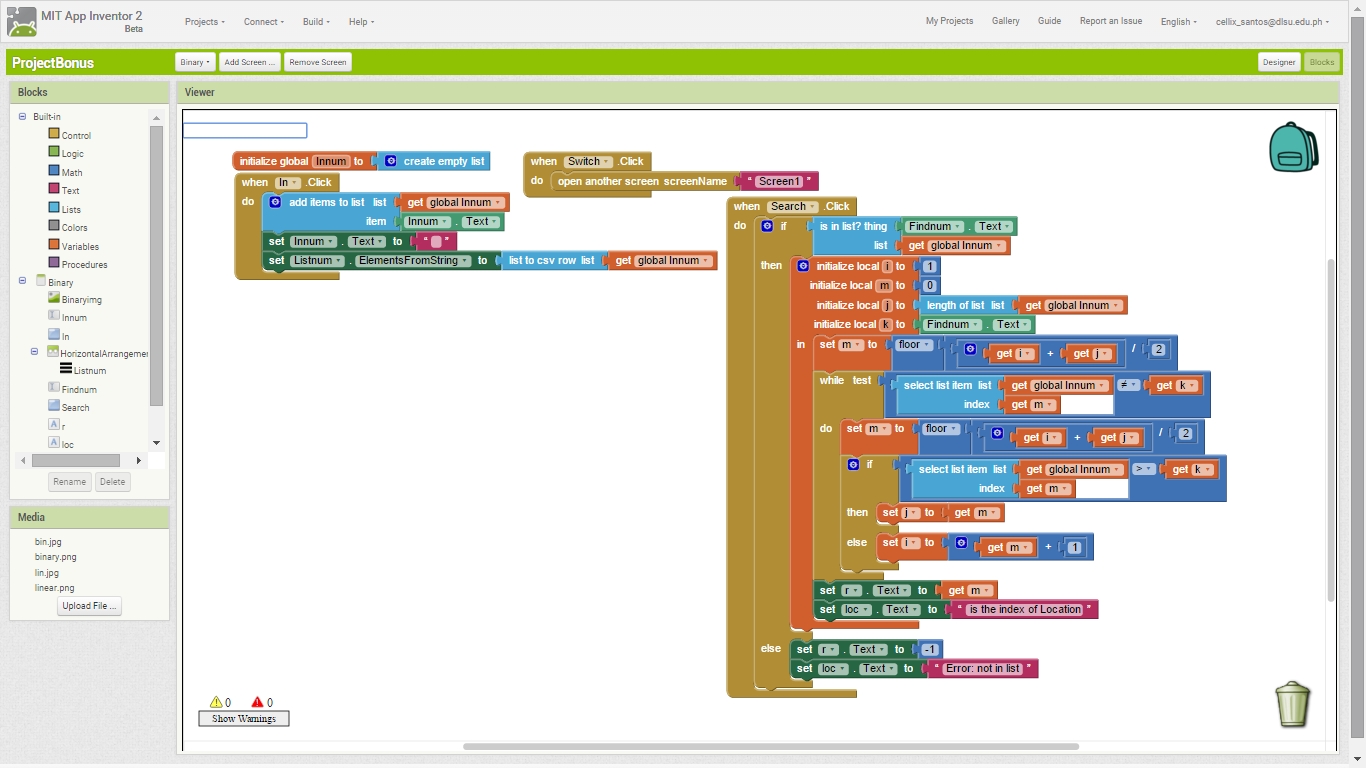 MIT App Inventor 2
Beta
Projects Connect Build Help
My Projects Gallery Guide Report an Issue English cellix_santos@dlsu.edu.ph
ProjectBonus
Binary Add Screen ... Remove Screen
Designer Blocks
Blocks
Built-in
Control
Logic
Math
Text
Lists
Colors
Variables
Procedures
Binary
Binaryimg
Innum
In
HorizontalArrangemer
Listnum
Findnum
Search
r
loc
Rename Delete
Media
bin.jpg
binary.png
lin.jpg
linear.png
Upload File ...
Viewer
initialize global Innum to create empty list
when In .Click
do add items to list list get global Innum
item Innum . Text
set Innum . Text to " "
set Listnum . ElementsFromString to list to csv row list get global Innum
when Switch .Click
do open another screen screenName " Screen1 "
when Search .Click
do if is in list? thing Findnum . Text
list get global Innum
then initialize local i to 1
initialize local m to 0
initialize local j to length of list list get global Innum
initialize local k to Findnum . Text
in set m to floor get i + get j / 2
while test select list item list get global Innum ≠ get k
index get m
do set m to floor get i + get j / 2
if select list item list get global Innum > get k
index get m
then set j to get m
else set i to get m + 1
set r . Text to get m
set loc . Text to " is the index of Location "
else set r . Text to -1
set loc . Text to " Error: not in list "
0 0
Show Warnings